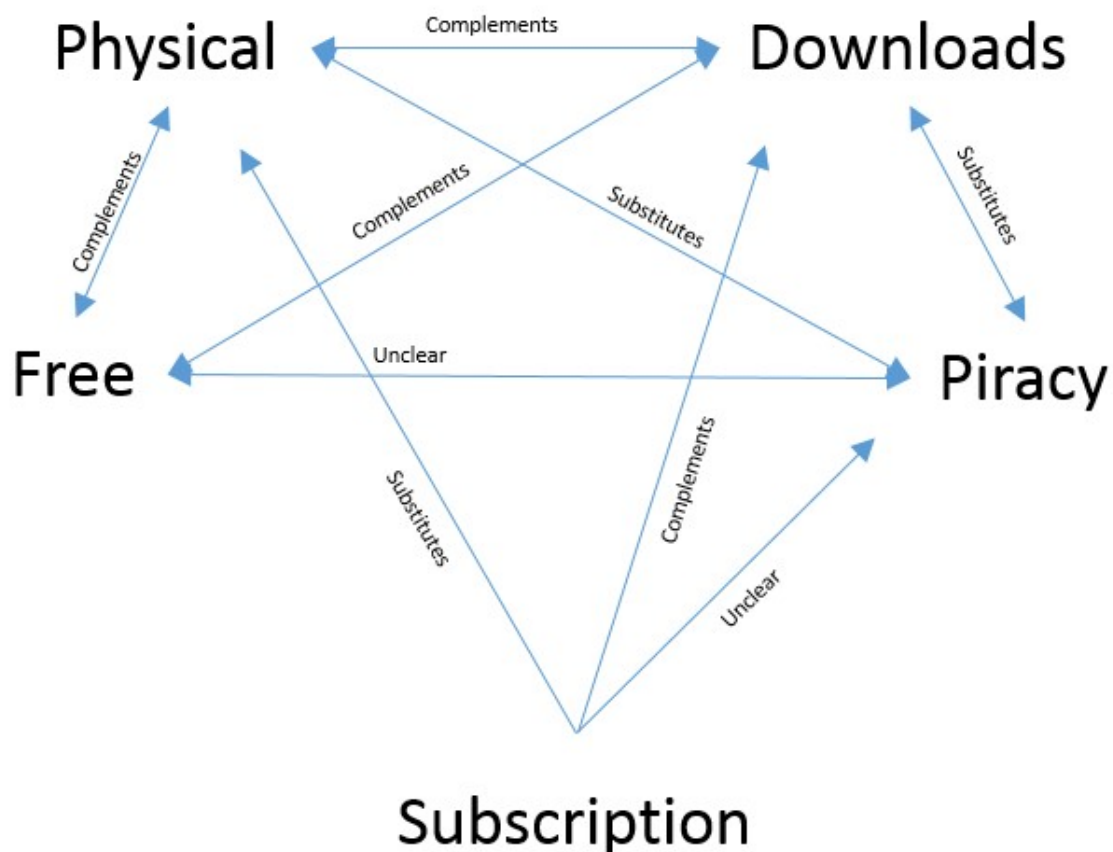 Complements
Physical
Downloads
Complements
Complements
Substitutes
Substitutes
Free
Unclear
Piracy
Substitutes
Complements
Unclear
Subscription